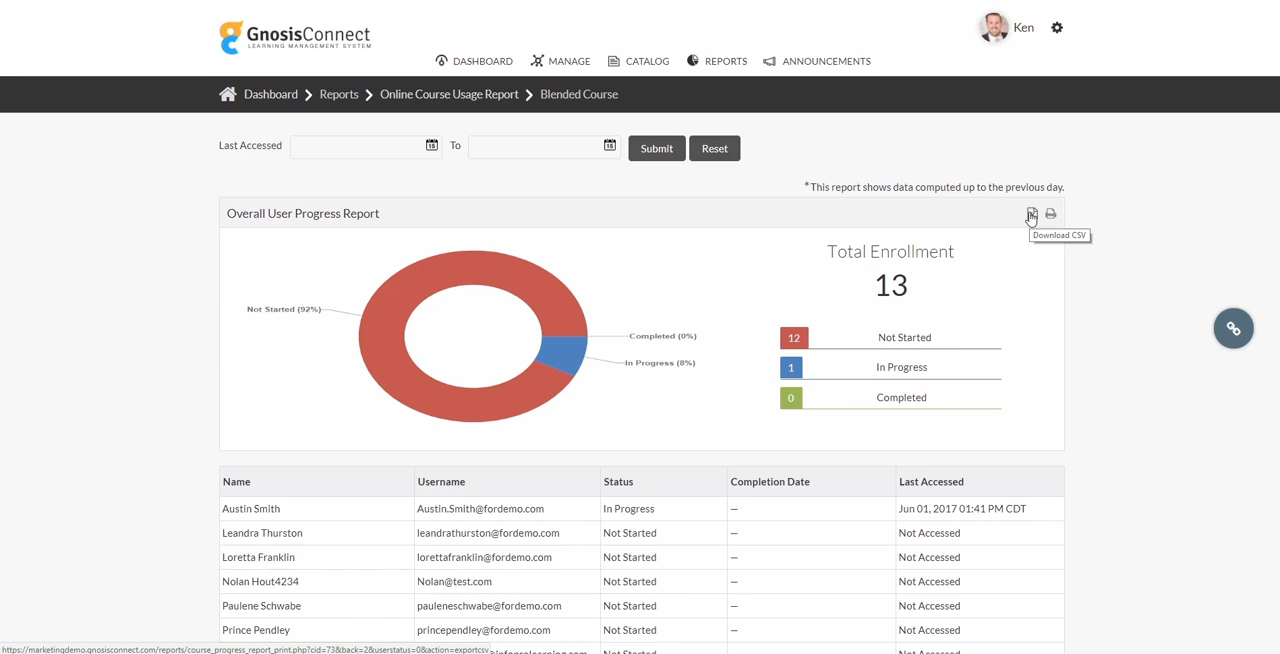 GnosisConnect
LEARNING MANAGEMENT SYSTEM
Ken
DASHBOARD MANAGE CATALOG REPORTS ANNOUNCEMENTS
Dashboard Reports Online Course Usage Report Blended Course
Last Accessed To Submit Reset
*This report shows data computed up to the previous day.
Overall User Progress Report
Download CSV
Total Enrollment
13
Not Started (92%)
Completed (0%)
In Progress (8%)
12 Not Started
1 In Progress
0 Completed
Name Username Status Completion Date Last Accessed
Austin Smith Austin.Smith@fordemo.com In Progress — Jun 01, 2017 01:41 PM CDT
Leandra Thurston leandrathurston@fordemo.com Not Started — Not Accessed
Loretta Franklin lorettafranklin@fordemo.com Not Started — Not Accessed
Nolan Hout4234 Nolan@test.com Not Started — Not Accessed
Paulene Schwabe pauleneschwabe@fordemo.com Not Started — Not Accessed
Prince Pendley princependley@fordemo.com Not Started — Not Accessed
https://marketingdemo.gnosisconnect.com/reports/course_progress_report_print.php?cid=73&back=2&userstatus=0&action=exportcsv